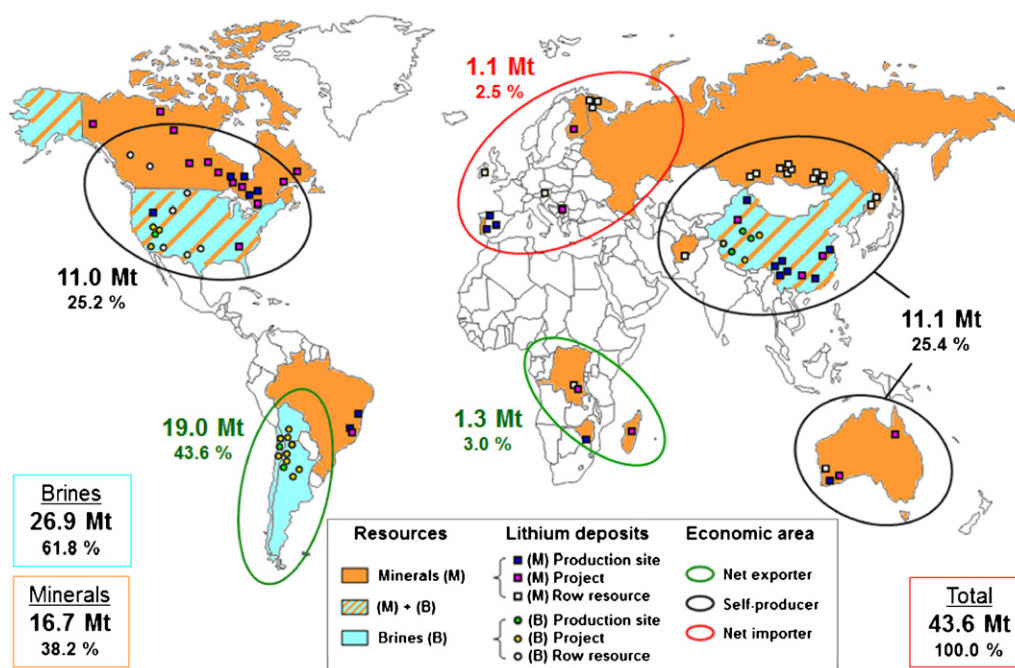 1.1 Mt
2.5 %
11.0 Mt
25.2 %
11.1 Mt
25.4 %
19.0 Mt
43.6 %
1.3 Mt
3.0 %
Brines
26.9 Mt
61.8 %
Minerals
16.7 Mt
38.2 %
Resources
Minerals (M)
(M) + (B)
Brines (B)
Lithium deposits
(M) Production site
(M) Project
(M) Row resource
(B) Production site
(B) Project
(B) Row resource
Economic area
Net exporter
Self-producer
Net importer
Total
43.6 Mt
100.0 %